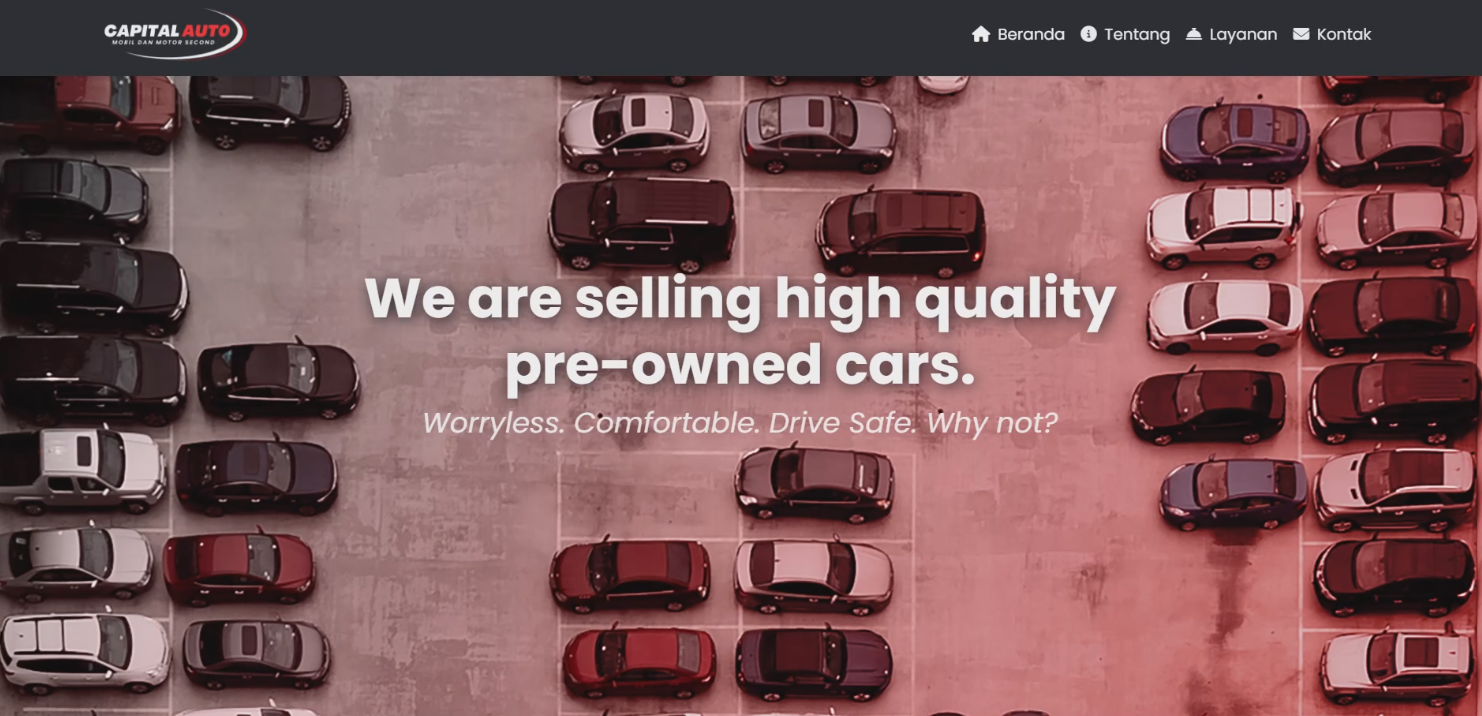 CAPITAL AUTO
MOBIL DAN MOTOR SECOND
Beranda
Tentang
Layanan
Kontak
We are selling high quality
pre-owned cars.
Worryless. Comfortable. Drive Safe. Why not?